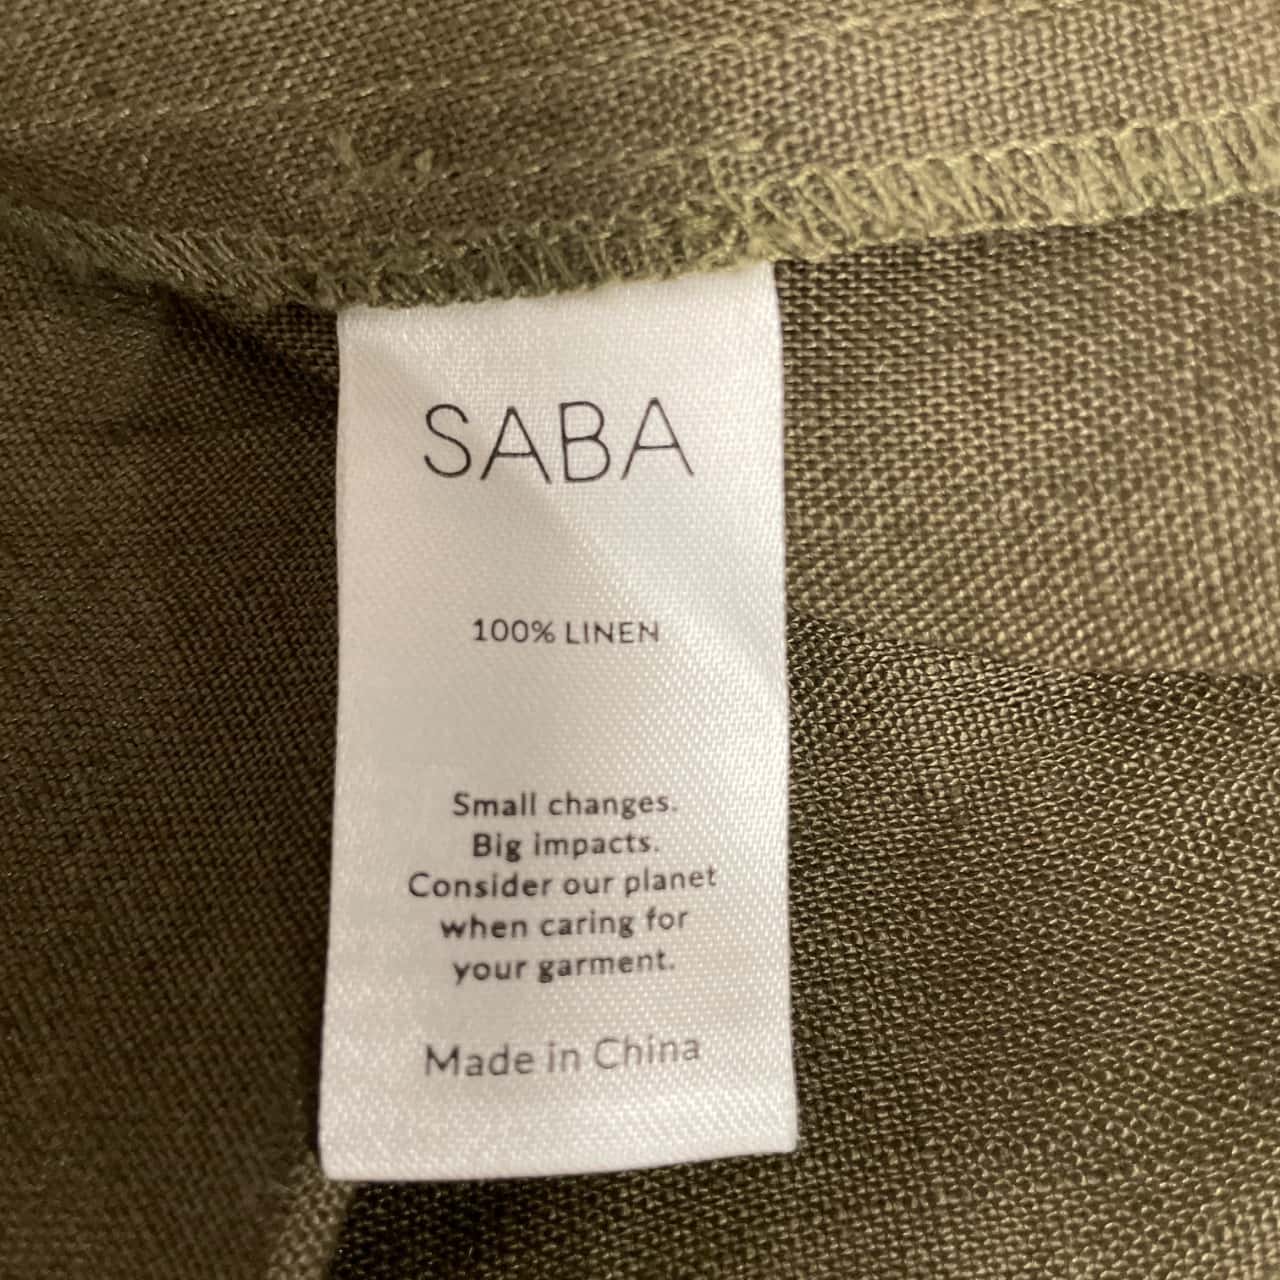 SABA
100% LINEN
Small changes.
Big impacts.
Consider our planet
when caring for
your garment.
Made in China